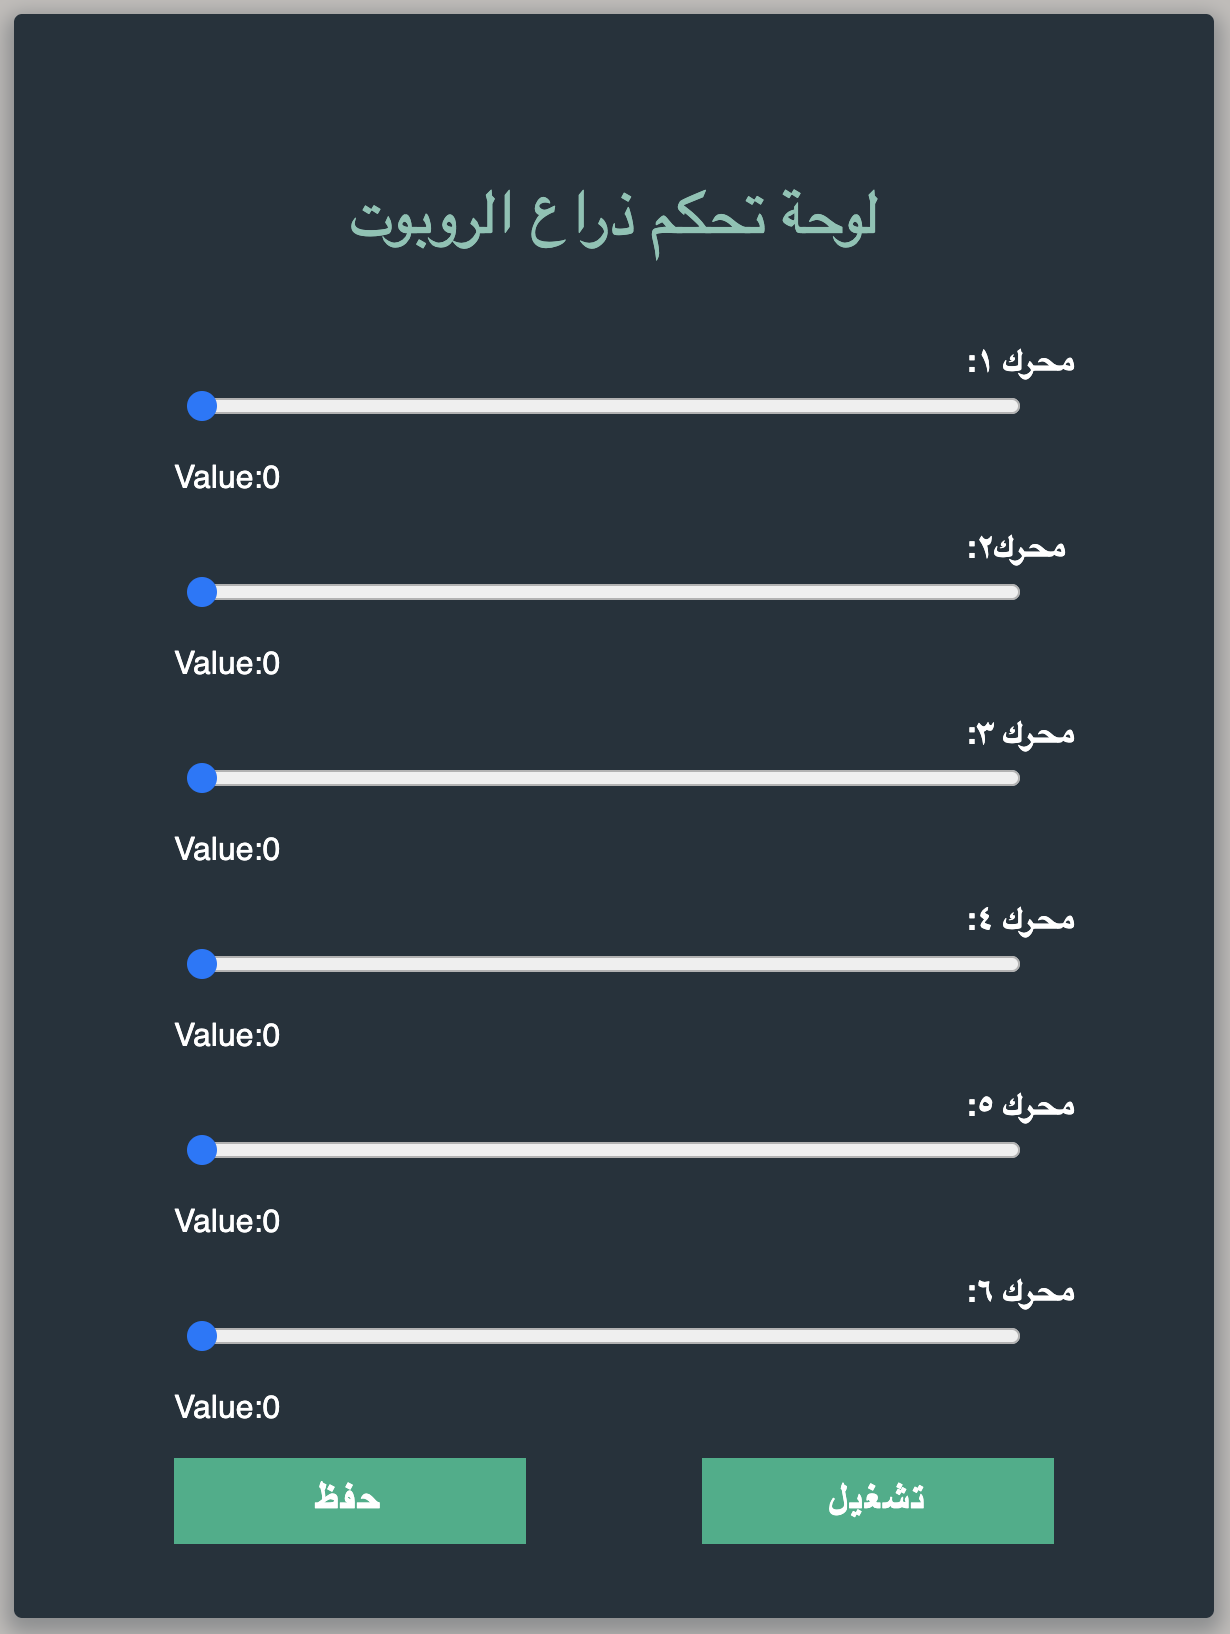 لوحة تحكم ذراع الروبوت
محرك ١:
Value:0
محرك٢:
Value:0
محرك ٣:
Value:0
محرك ٤:
Value:0
محرك ٥:
Value:0
محرك ٦:
Value:0
تشغيل
حفظ